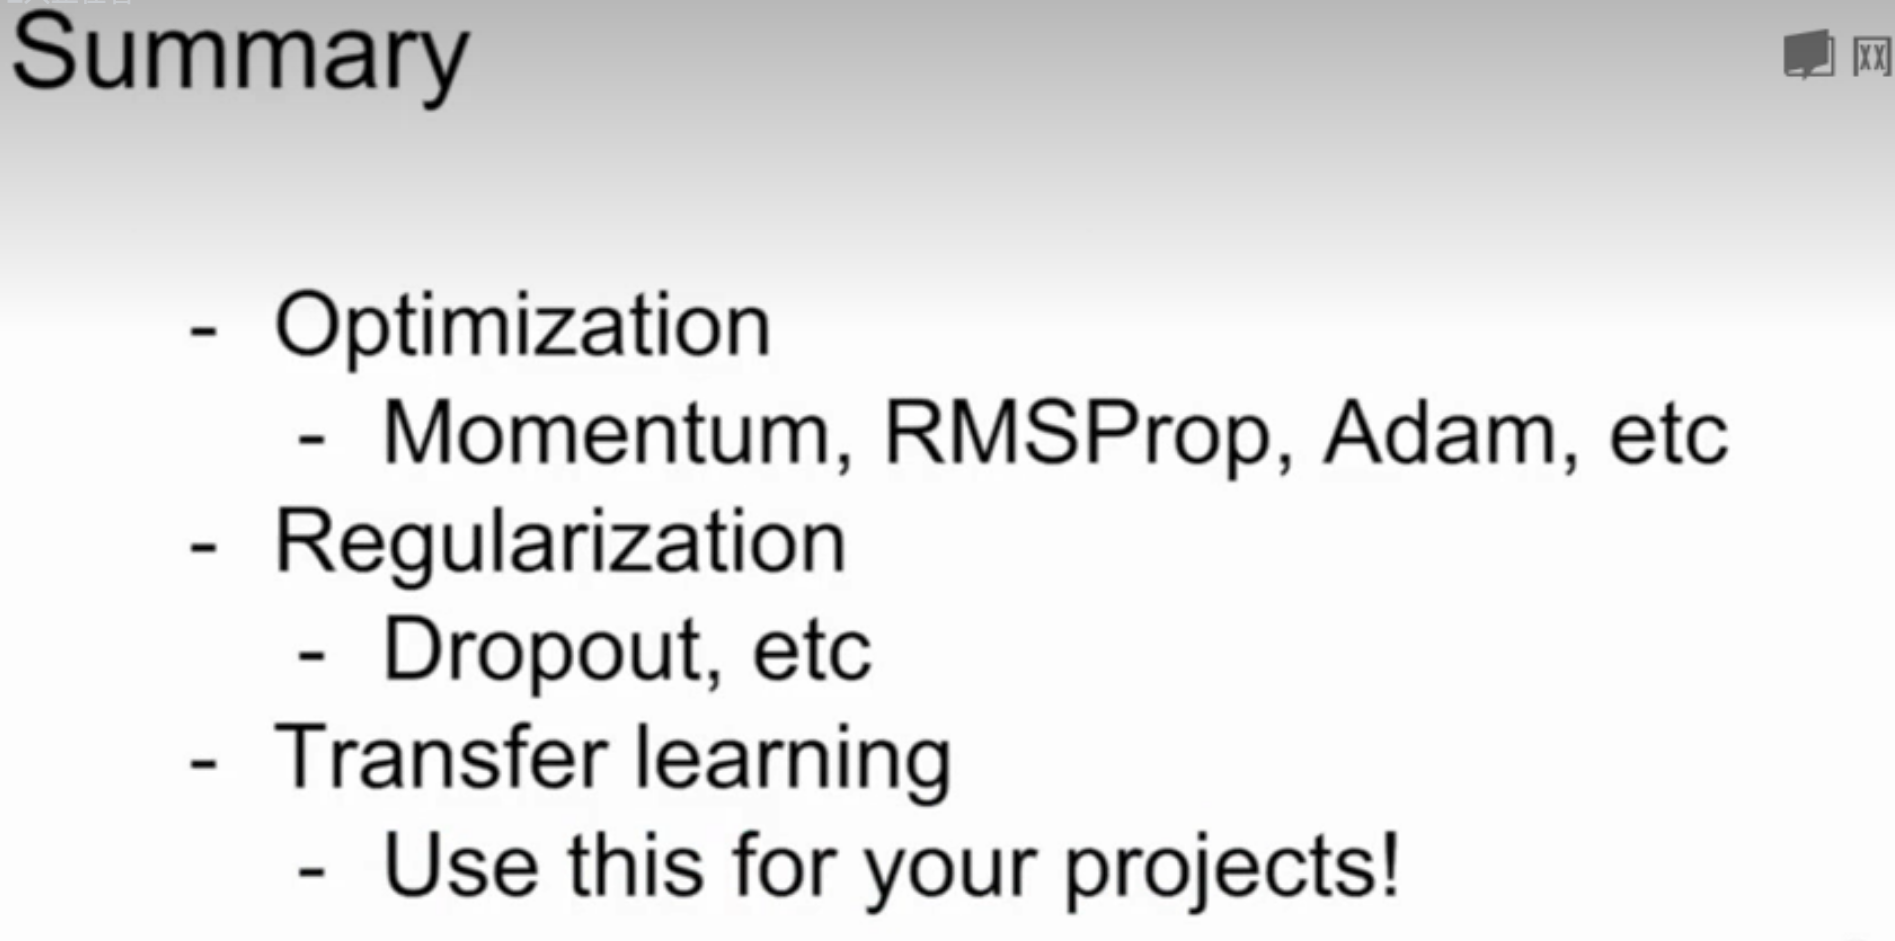 Summary
- Optimization
- Momentum, RMSProp, Adam, etc
- Regularization
- Dropout, etc
- Transfer learning
- Use this for your projects!